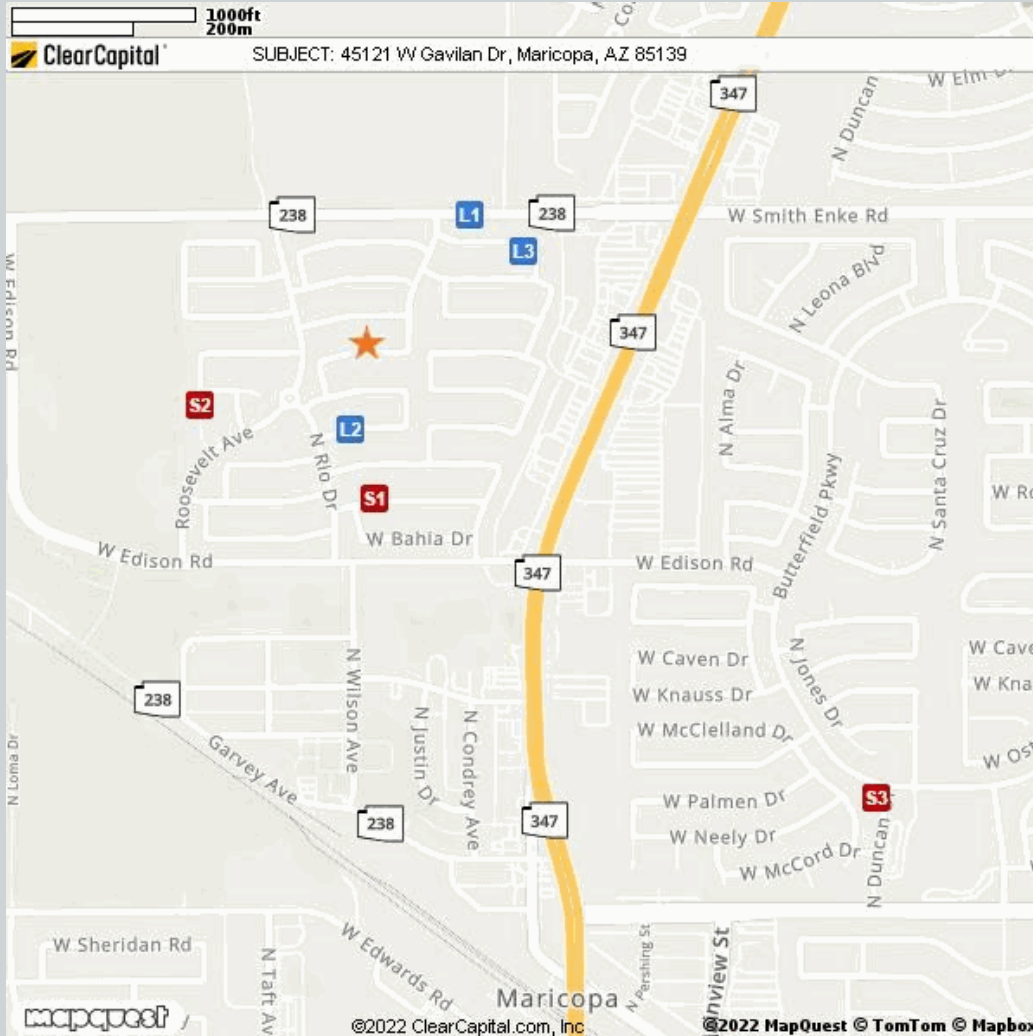 1000ft
200m
ClearCapital
SUBJECT: 45121 W Gavilan Dr, Maricopa, AZ 85139
347
W Elm
N Duncan
238
L1
238
W Smith Enke Rd
L3
W Edison Rd
N Leona Blvd
347
S2
L2
N Alma Dr
Roosevelt Ave
N Rio Dr
S1
N Santa Cruz Dr
Butterfield Pkwy
W Bahia Dr
W Edison Rd
347
W Edison Rd
N Wilson Ave
W Caven Dr
N Jones Dr
W Knauss Dr
238
N Justin Dr
N Condrey Ave
W McClelland Dr
N Loma Dr
Garvey Ave
S3
W Palmen Dr
238
347
W Neely Dr
W McCord Dr
N Duncan
W Sheridan Rd
W Edwards Rd
N Pershing St
N Taft
Maricopa
mapquest
©2022 ClearCapital.com, Inc
©2022 MapQuest © TomTom © Mapbox